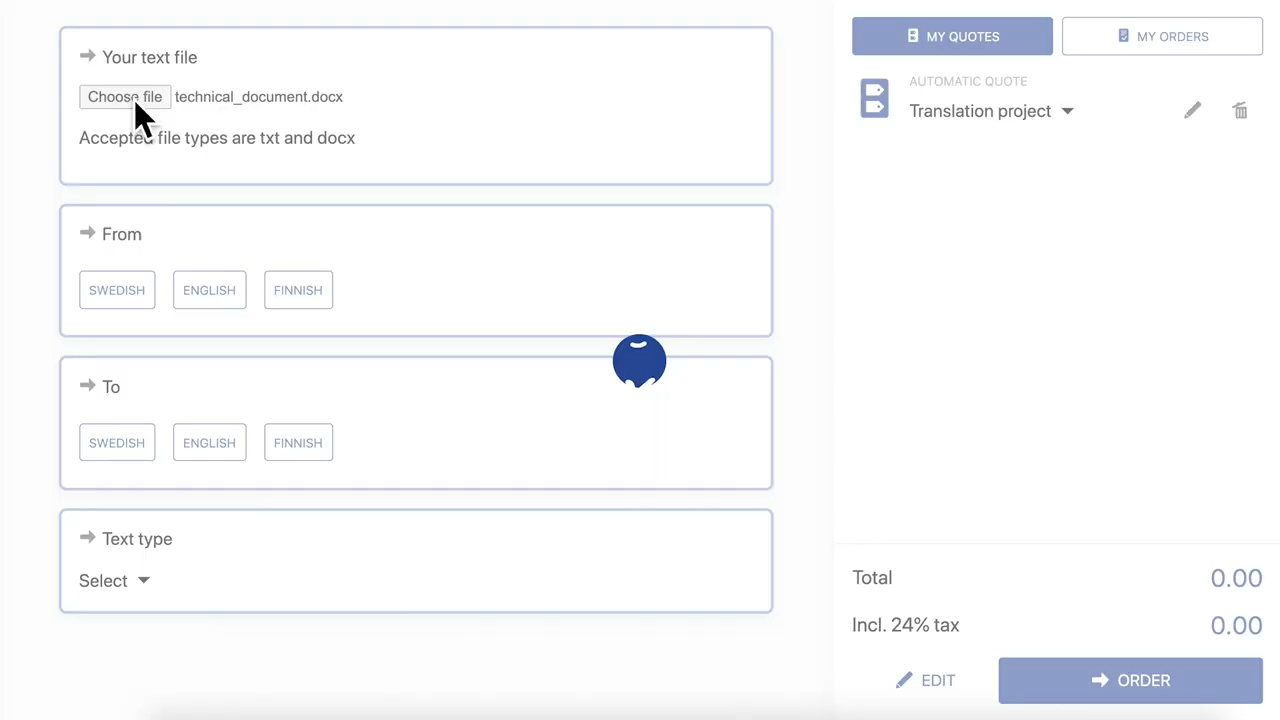 Your text file
Choose file technical_document.docx
Accepted file types are txt and docx
From
SWEDISH ENGLISH FINNISH
To
SWEDISH ENGLISH FINNISH
Text type
Select
MY QUOTES MY ORDERS
AUTOMATIC QUOTE
Translation project
Total 0.00
Incl. 24% tax 0.00
EDIT ORDER